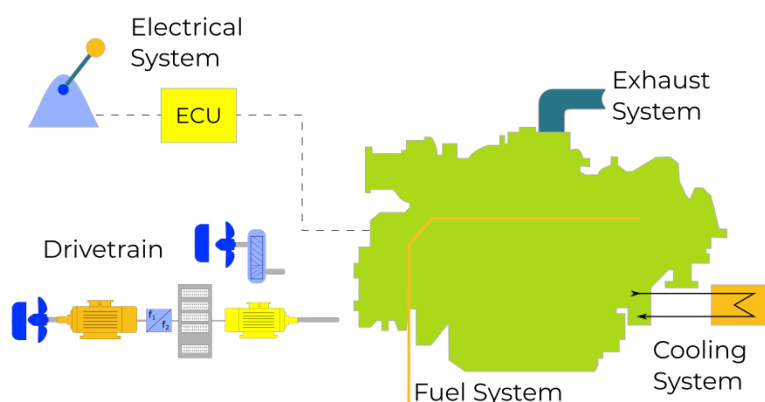 Electrical
System
ECU
Exhaust
System
Drivetrain
f1
f2
Cooling
System
Fuel System